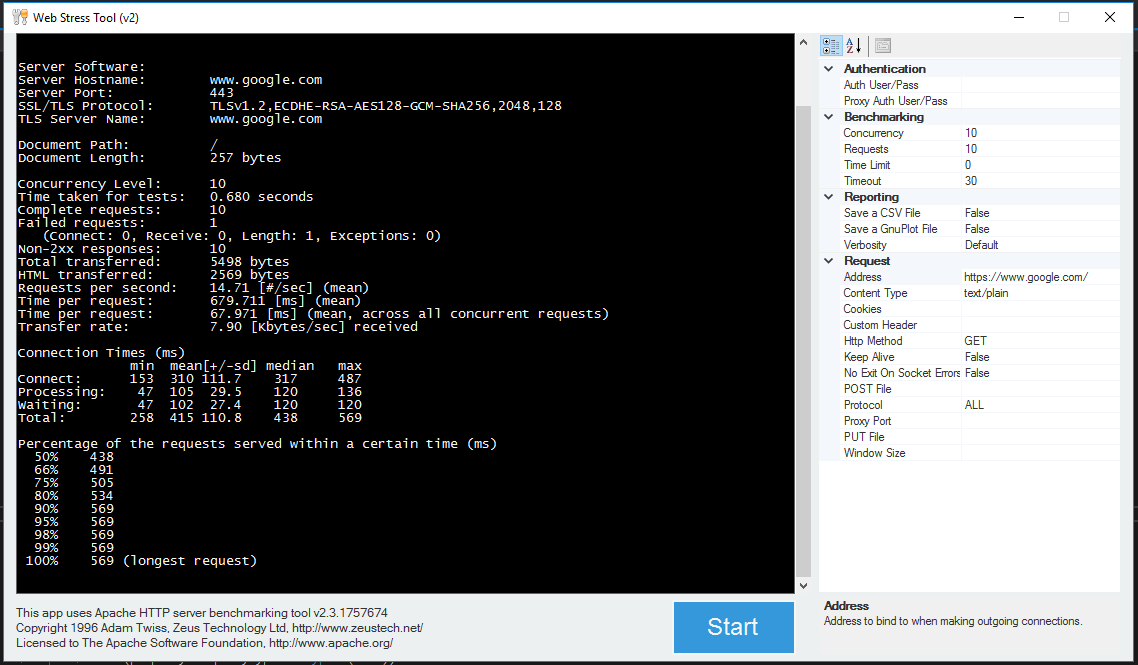 Web Stress Tool (v2)
Server Software:
Server Hostname: www.google.com
Server Port: 443
SSL/TLS Protocol: TLSv1.2,ECDHE-RSA-AES128-GCM-SHA256,2048,128
TLS Server Name: www.google.com
Document Path: /
Document Length: 257 bytes
Concurrency Level: 10
Time taken for tests: 0.680 seconds
Complete requests: 10
Failed requests: 1
(Connect: 0, Receive: 0, Length: 1, Exceptions: 0)
Non-2xx responses: 10
Total transferred: 5498 bytes
HTML transferred: 2569 bytes
Requests per second: 14.71 [#/sec] (mean)
Time per request: 679.711 [ms] (mean)
Time per request: 67.971 [ms] (mean, across all concurrent requests)
Transfer rate: 7.90 [Kbytes/sec] received
Connection Times (ms)
min mean[+/-sd] median max
Connect: 153 310 111.7 317 487
Processing: 47 105 29.5 120 136
Waiting: 47 102 27.4 120 120
Total: 258 415 110.8 438 569
Percentage of the requests served within a certain time (ms)
50% 438
66% 491
75% 505
80% 534
90% 569
95% 569
98% 569
99% 569
100% 569 (longest request)
This app uses Apache HTTP server benchmarking tool v2.3.1757674
Copyright 1996 Adam Twiss, Zeus Technology Ltd, http://www.zeustech.net/
Licensed to The Apache Software Foundation, http://www.apache.org/
Start
Authentication
Auth User/Pass
Proxy Auth User/Pass
Benchmarking
Concurrency 10
Requests 10
Time Limit 0
Timeout 30
Reporting
Save a CSV File False
Save a GnuPlot File False
Verbosity Default
Request
Address https://www.google.com/
Content Type text/plain
Cookies
Custom Header
Http Method GET
Keep Alive False
No Exit On Socket Errors False
POST File
Protocol ALL
Proxy Port
PUT File
Window Size
Address
Address to bind to when making outgoing connections.